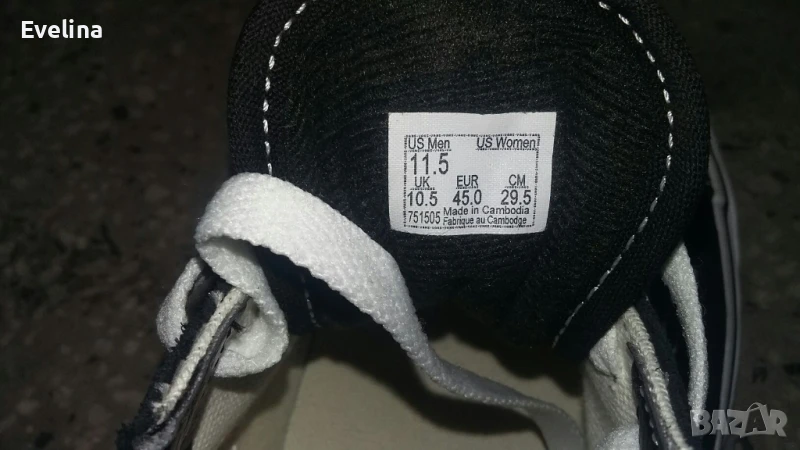 Evelina
US Men US Women
11.5
UK EUR CM
10.5 45.0 29.5
751505 Made in Cambodia
Fabrique au Cambodge
BAZAR